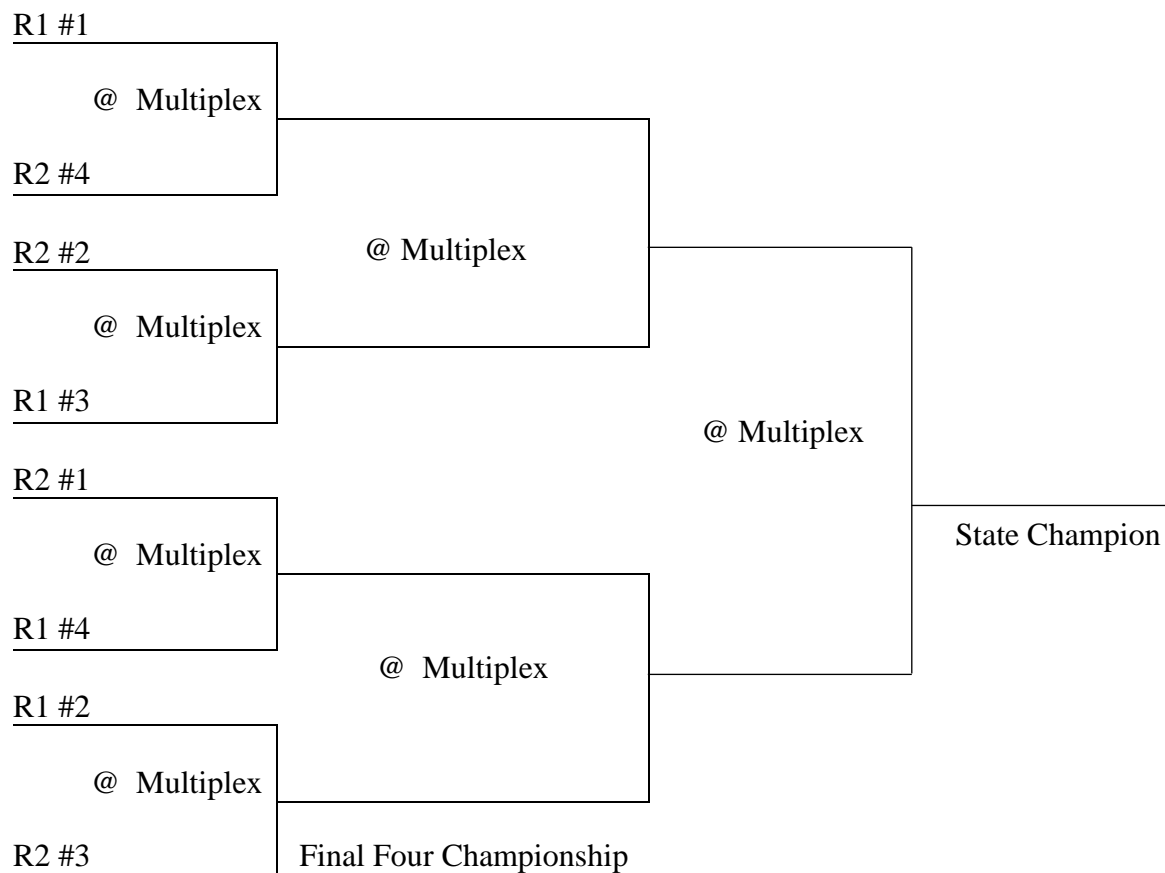 R1 #1
@ Multiplex
R2 #4
R2 #2
@ Multiplex
@ Multiplex
R1 #3
@ Multiplex
R2 #1
State Champion
@ Multiplex
R1 #4
@ Multiplex
R1 #2
@ Multiplex
R2 #3
Final Four Championship